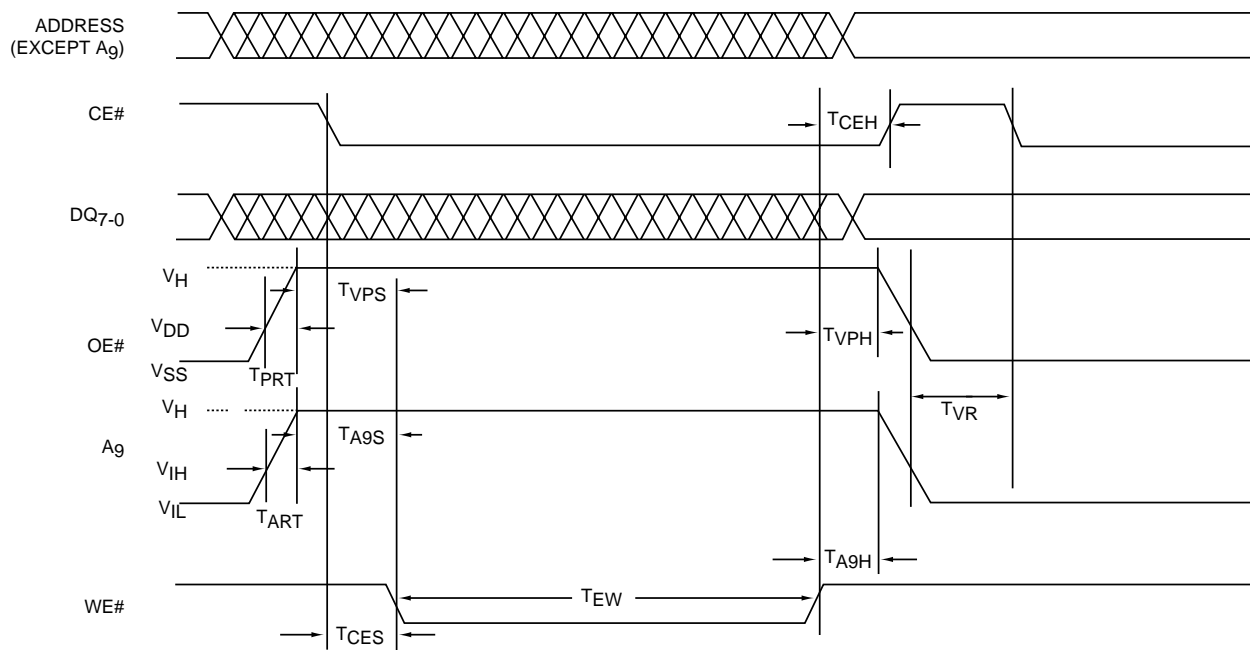 ADDRESS
(EXCEPT A9)
CE#
TCEH
DQ7-0
VH
TVPS
VDD
TVPH
OE#
VSS
TPRT
VH
TVR
A9
TA9S
VIH
VIL
TART
TA9H
WE#
TEW
TCES